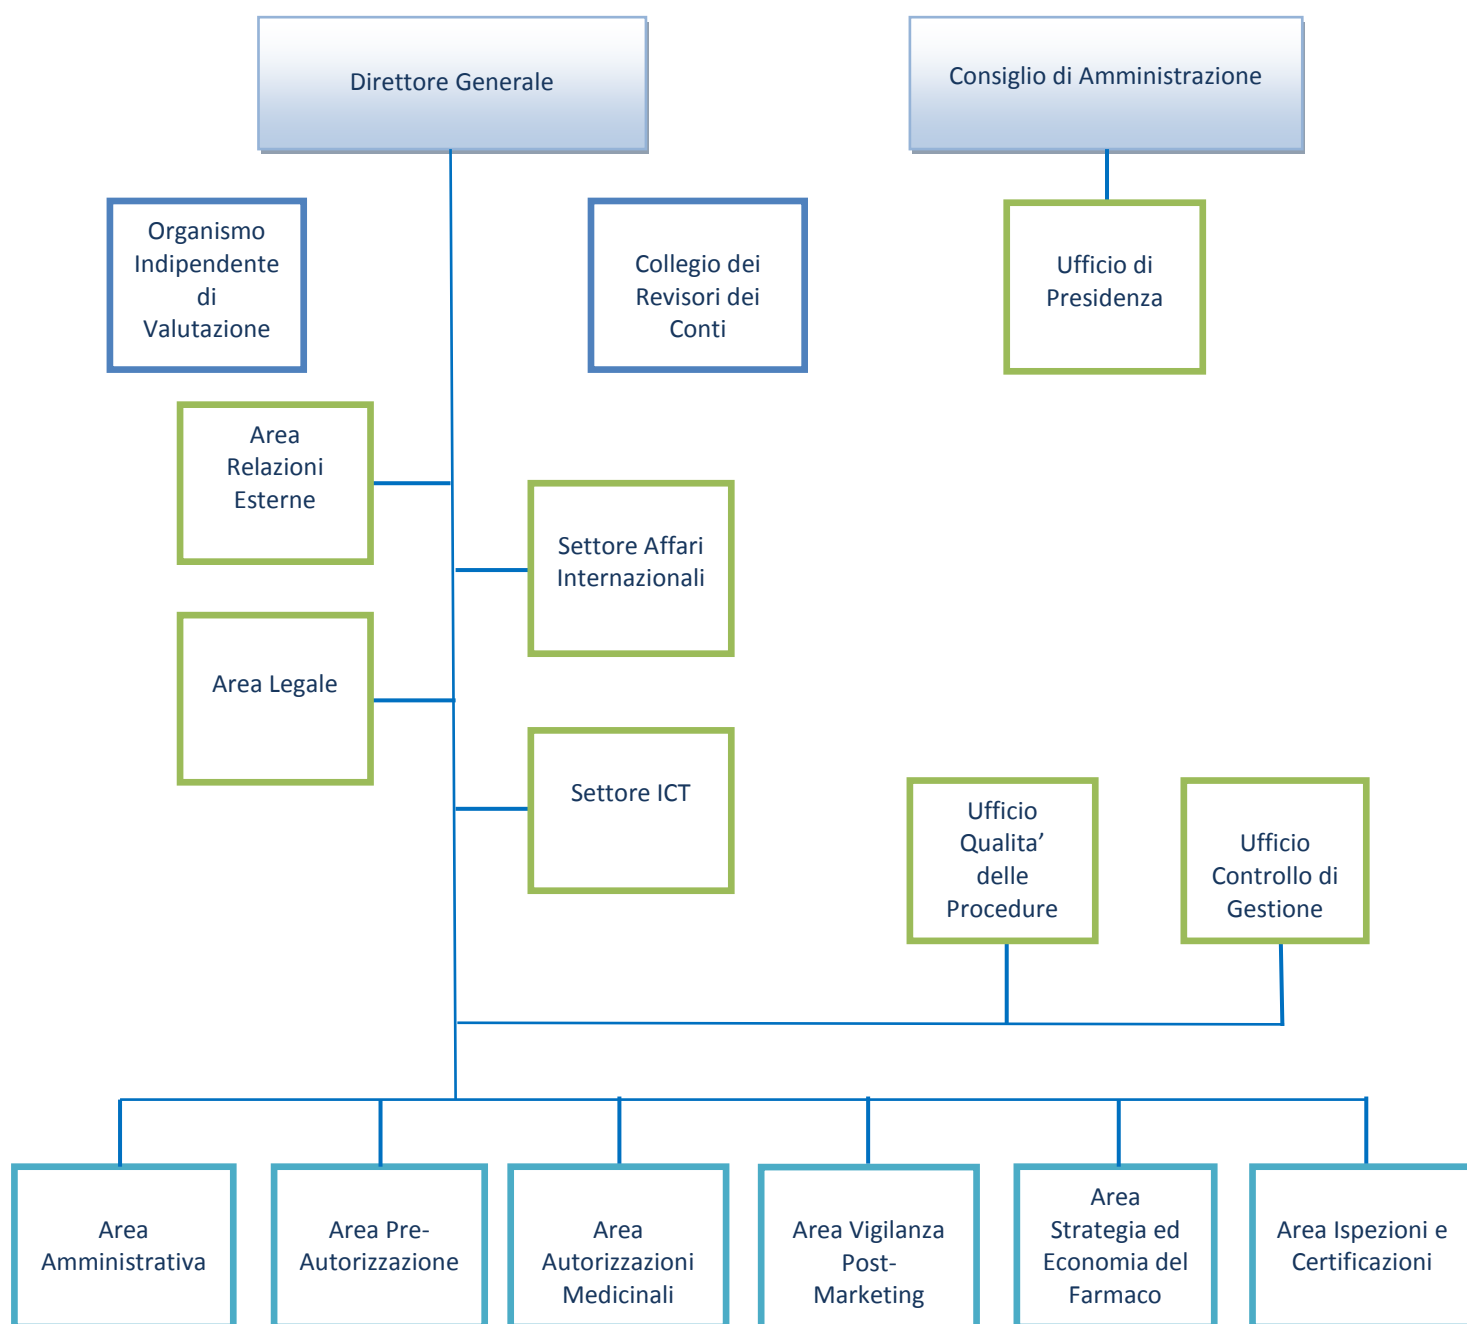 Direttore Generale
Consiglio di Amministrazione
Organismo
Indipendente
di
Valutazione
Collegio dei
Revisori dei
Conti
Ufficio di
Presidenza
Area
Relazioni
Esterne
Settore Affari
Internazionali
Area Legale
Settore ICT
Ufficio
Qualita’
delle
Procedure
Ufficio
Controllo di
Gestione
Area
Amministrativa
Area Pre-
Autorizzazione
Area
Autorizzazioni
Medicinali
Area Vigilanza
Post-
Marketing
Area
Strategia ed
Economia del
Farmaco
Area Ispezioni e
Certificazioni